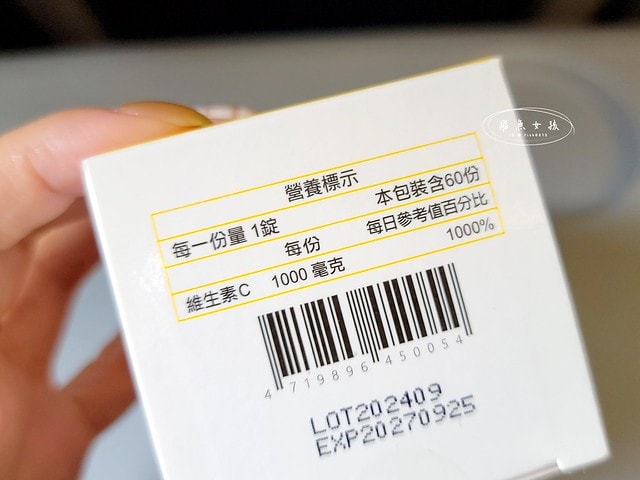 營養標示
每一份量 1錠 本包裝含60份
每份 每日參考值百分比
維生素C 1000 毫克 1000%
4719896450054
LOT202409
EXP20270925
女孩